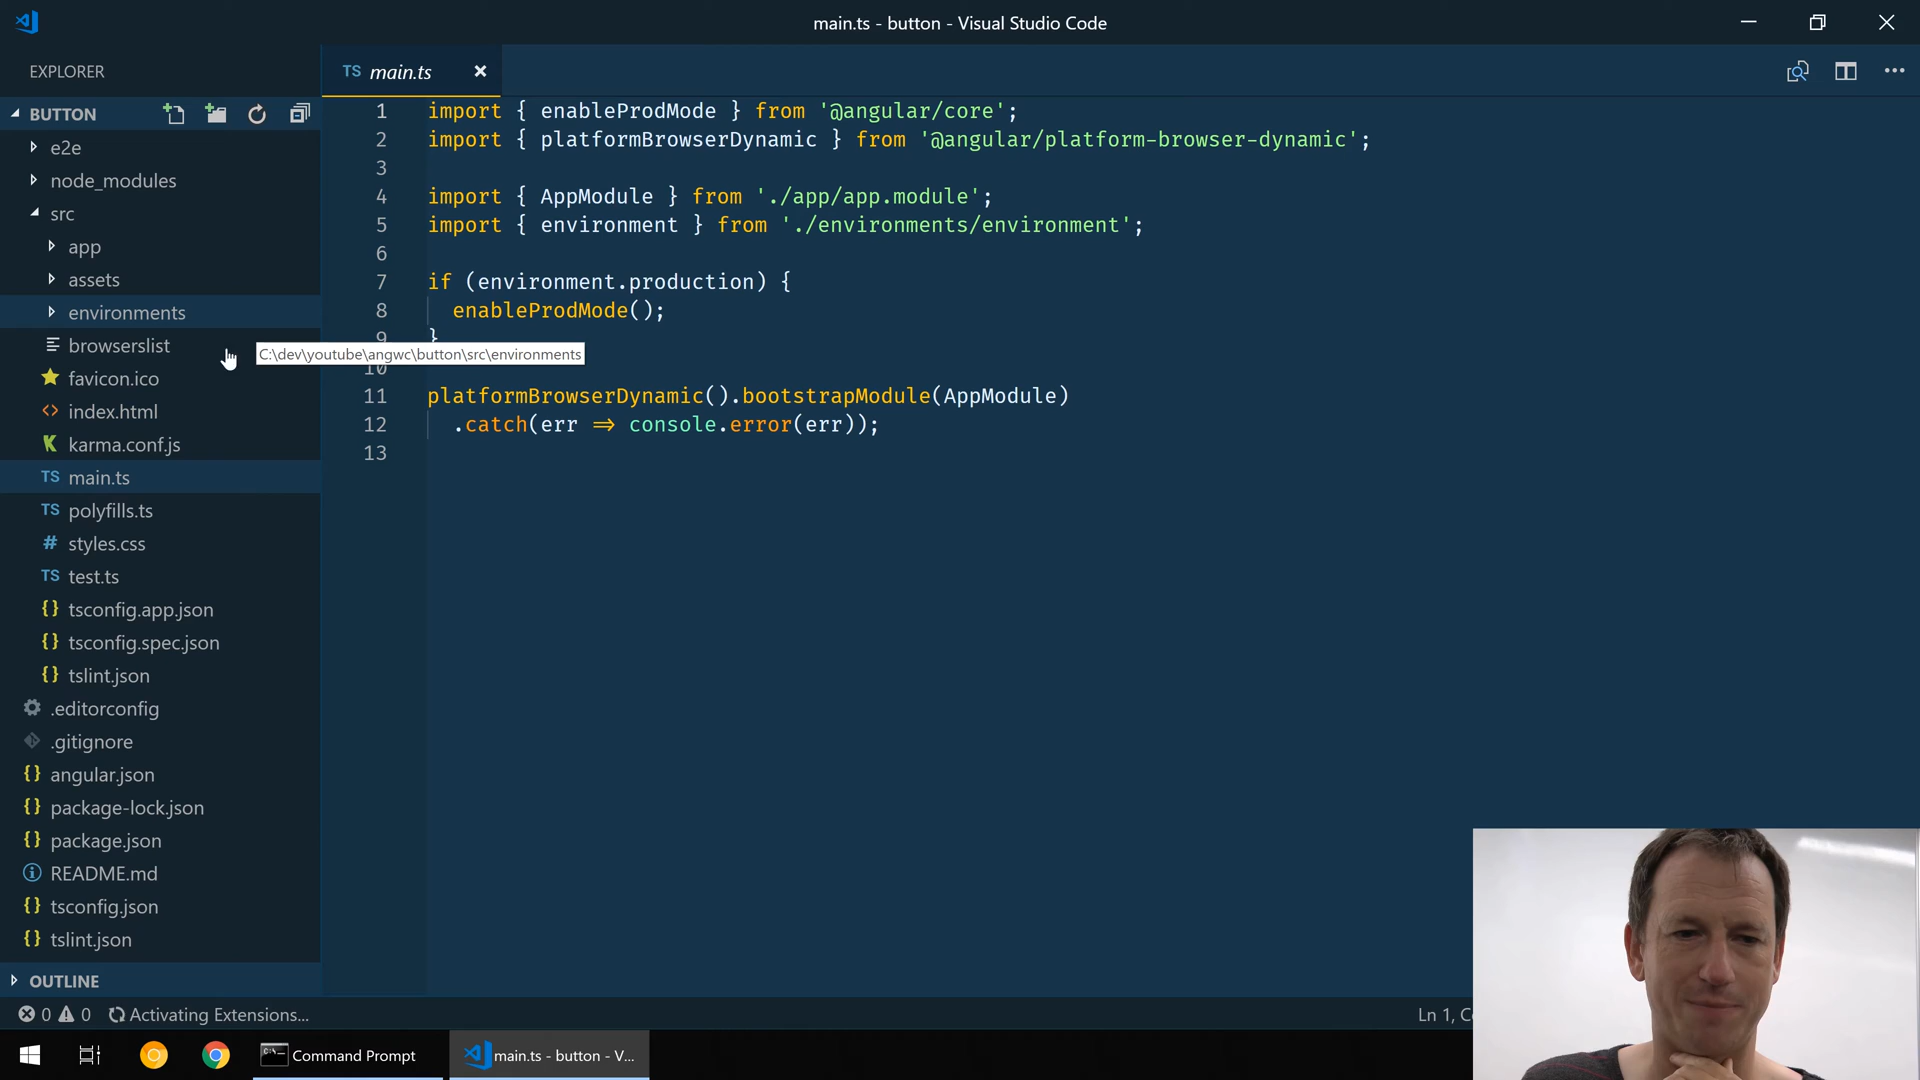 main.ts - button - Visual Studio Code
EXPLORER
TS main.ts
BUTTON
e2e
node_modules
src
app
assets
environments
browserslist
favicon.ico
index.html
karma.conf.js
TS main.ts
TS polyfills.ts
# styles.css
TS test.ts
{} tsconfig.app.json
{} tsconfig.spec.json
{} tslint.json
.editorconfig
.gitignore
{} angular.json
{} package-lock.json
{} package.json
README.md
{} tsconfig.json
{} tslint.json
OUTLINE
1 import { enableProdMode } from '@angular/core';
2 import { platformBrowserDynamic } from '@angular/platform-browser-dynamic';
3
4 import { AppModule } from './app/app.module';
5 import { environment } from './environments/environment';
6
7 if (environment.production) {
8 enableProdMode();
9 }
C:\dev\youtube\angwc\button\src\environments
10
11 platformBrowserDynamic().bootstrapModule(AppModule)
12 .catch(err => console.error(err));
13
0 0 Activating Extensions...
Ln 1, C
Command Prompt
main.ts - button - V...